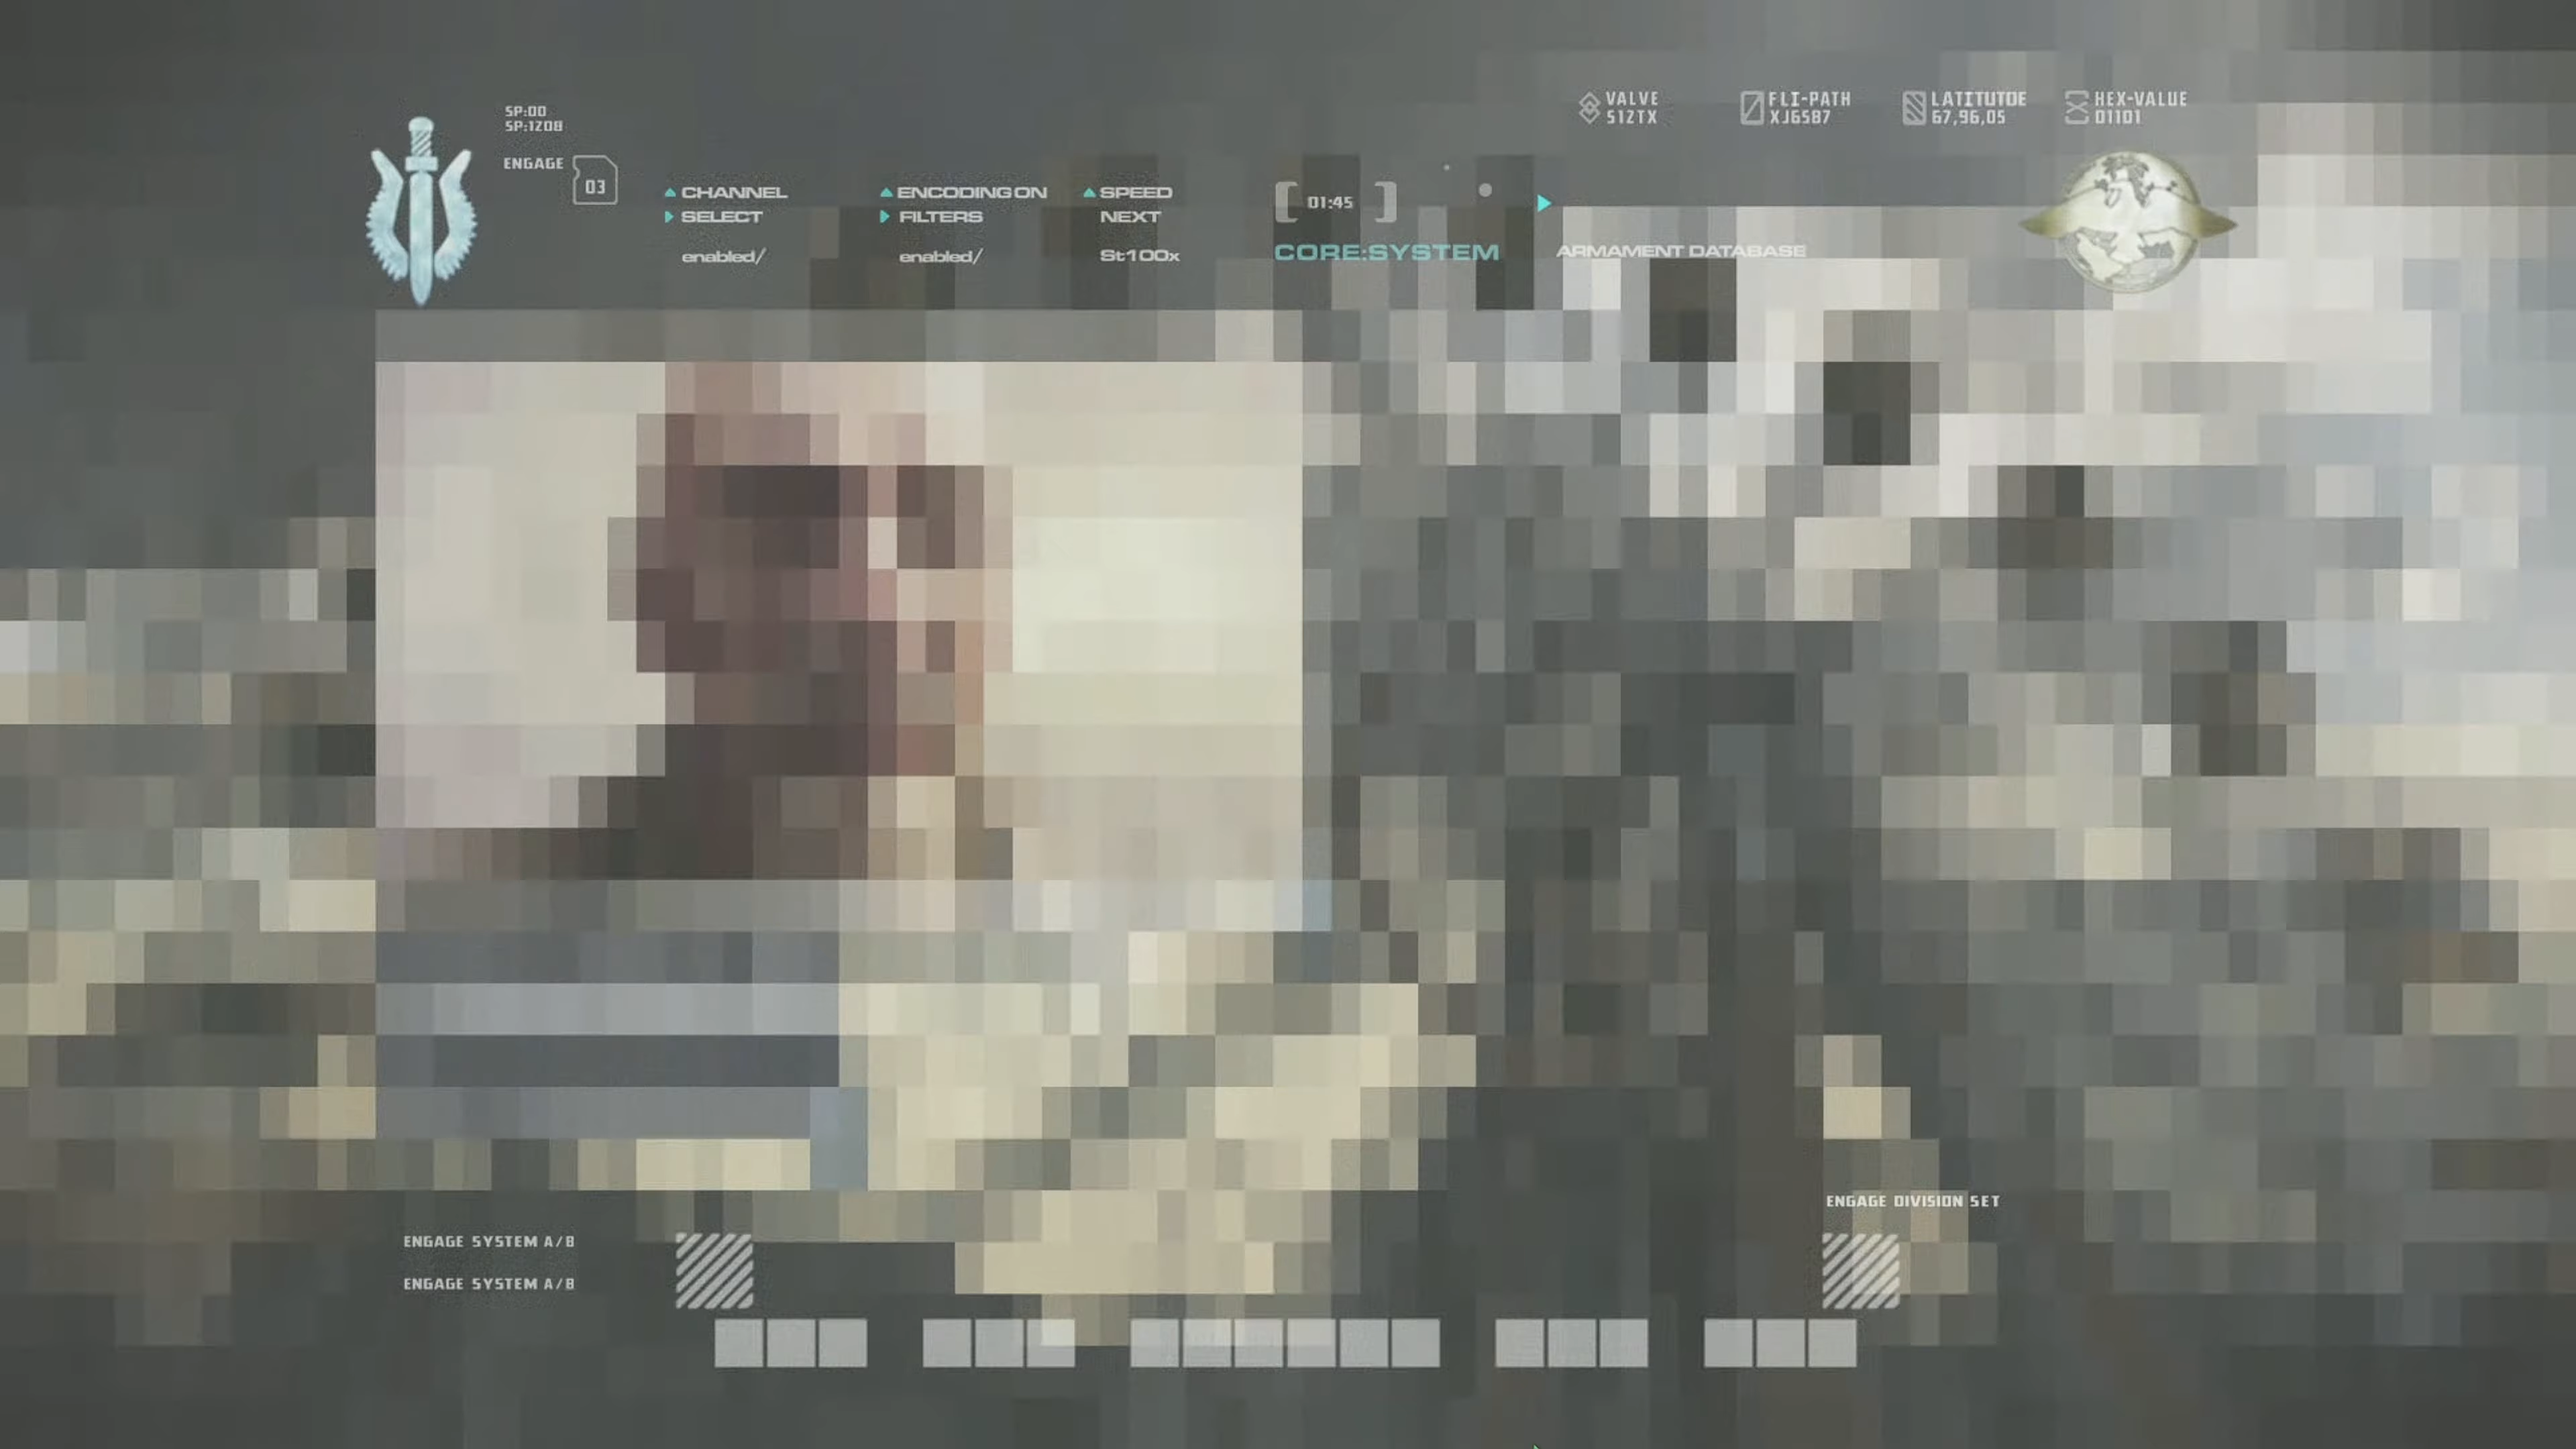 SP:00
SP:1208
ENGAGE
03
CHANNEL
SELECT
enabled/
ENCODING ON
FILTERS
enabled/
SPEED
NEXT
St100x
01:45
CORE:SYSTEM
ARMAMENT DATABASE
VALVE
512TX
FLI-PATH
XJ6SB7
LATITUTDE
67,96,05
HEX-VALUE
01101
ENGAGE SYSTEM A/B
ENGAGE SYSTEM A/B
ENGAGE DIVISION SET